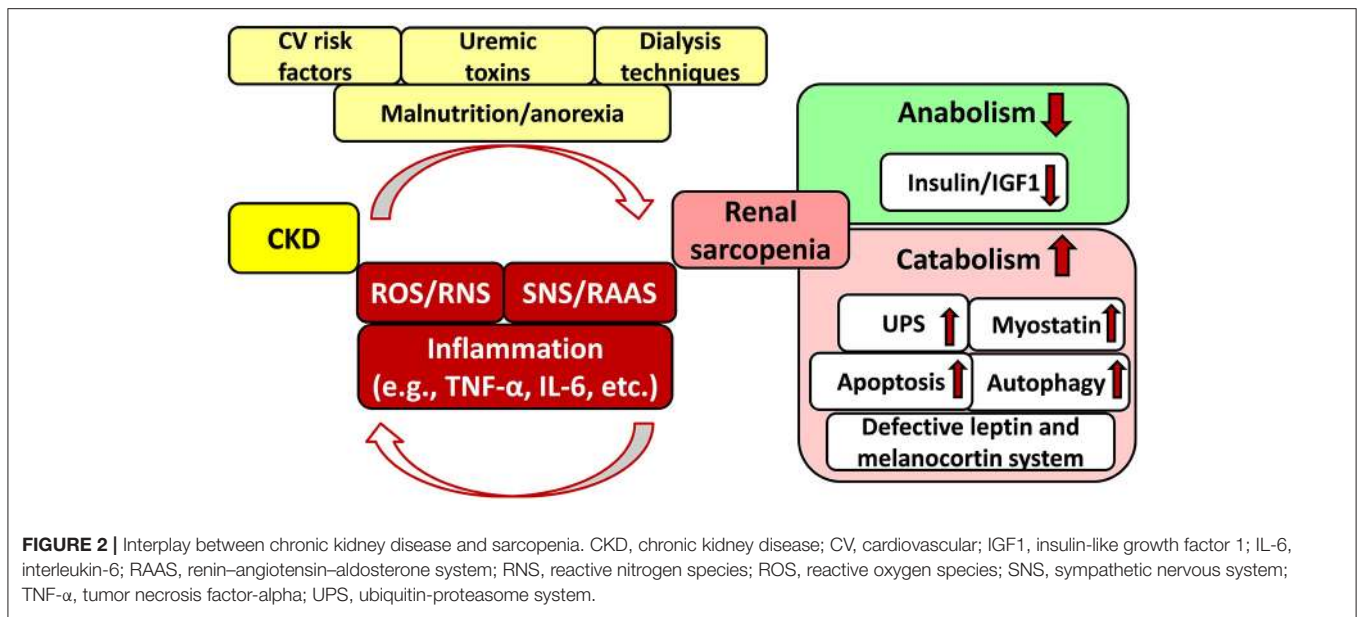 CV risk
factors
Uremic
toxins
Dialysis
techniques
Malnutrition/anorexia
CKD
ROS/RNS
SNS/RAAS
Inflammation
(e.g., TNF-α, IL-6, etc.)
Renal
sarcopenia
Anabolism
Insulin/IGF1
Catabolism
UPS
Myostatin
Apoptosis
Autophagy
Defective leptin and
melanocortin system
FIGURE 2 | Interplay between chronic kidney disease and sarcopenia. CKD, chronic kidney disease; CV, cardiovascular; IGF1, insulin-like growth factor 1; IL-6,
interleukin-6; RAAS, renin–angiotensin–aldosterone system; RNS, reactive nitrogen species; ROS, reactive oxygen species; SNS, sympathetic nervous system;
TNF-α, tumor necrosis factor-alpha; UPS, ubiquitin-proteasome system.